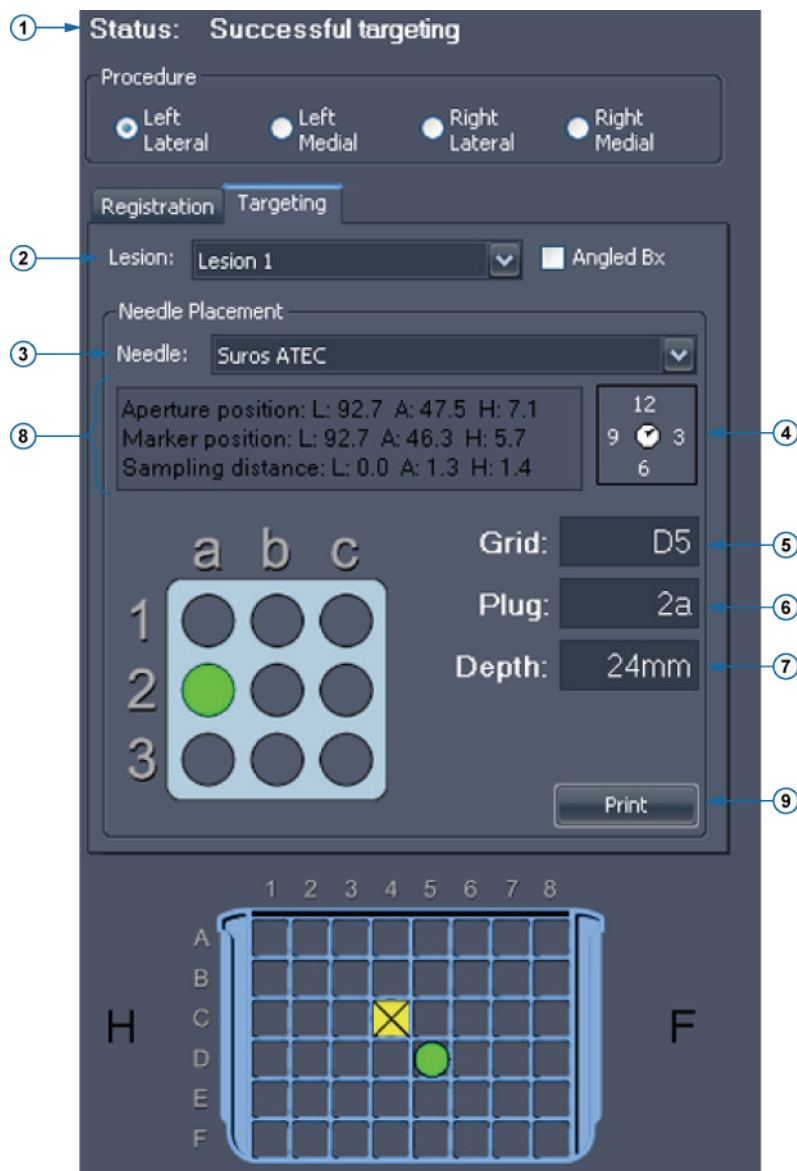 1 Status: Successful targeting
Procedure
Left Lateral Left Medial Right Lateral Right Medial
Registration Targeting
2 Lesion: Lesion 1 Angled Bx
Needle Placement
3 Needle: Suros ATEC
Aperture position: L: 92.7 A: 47.5 H: 7.1
8 Marker position: L: 92.7 A: 46.3 H: 5.7
Sampling distance: L: 0.0 A: 1.3 H: 1.4
12
9 3 4
6
a b c
Grid: D5 5
1
Plug: 2a 6
2
Depth: 24mm 7
3
Print 9
1 2 3 4 5 6 7 8
A
B
H C F
D
E
F